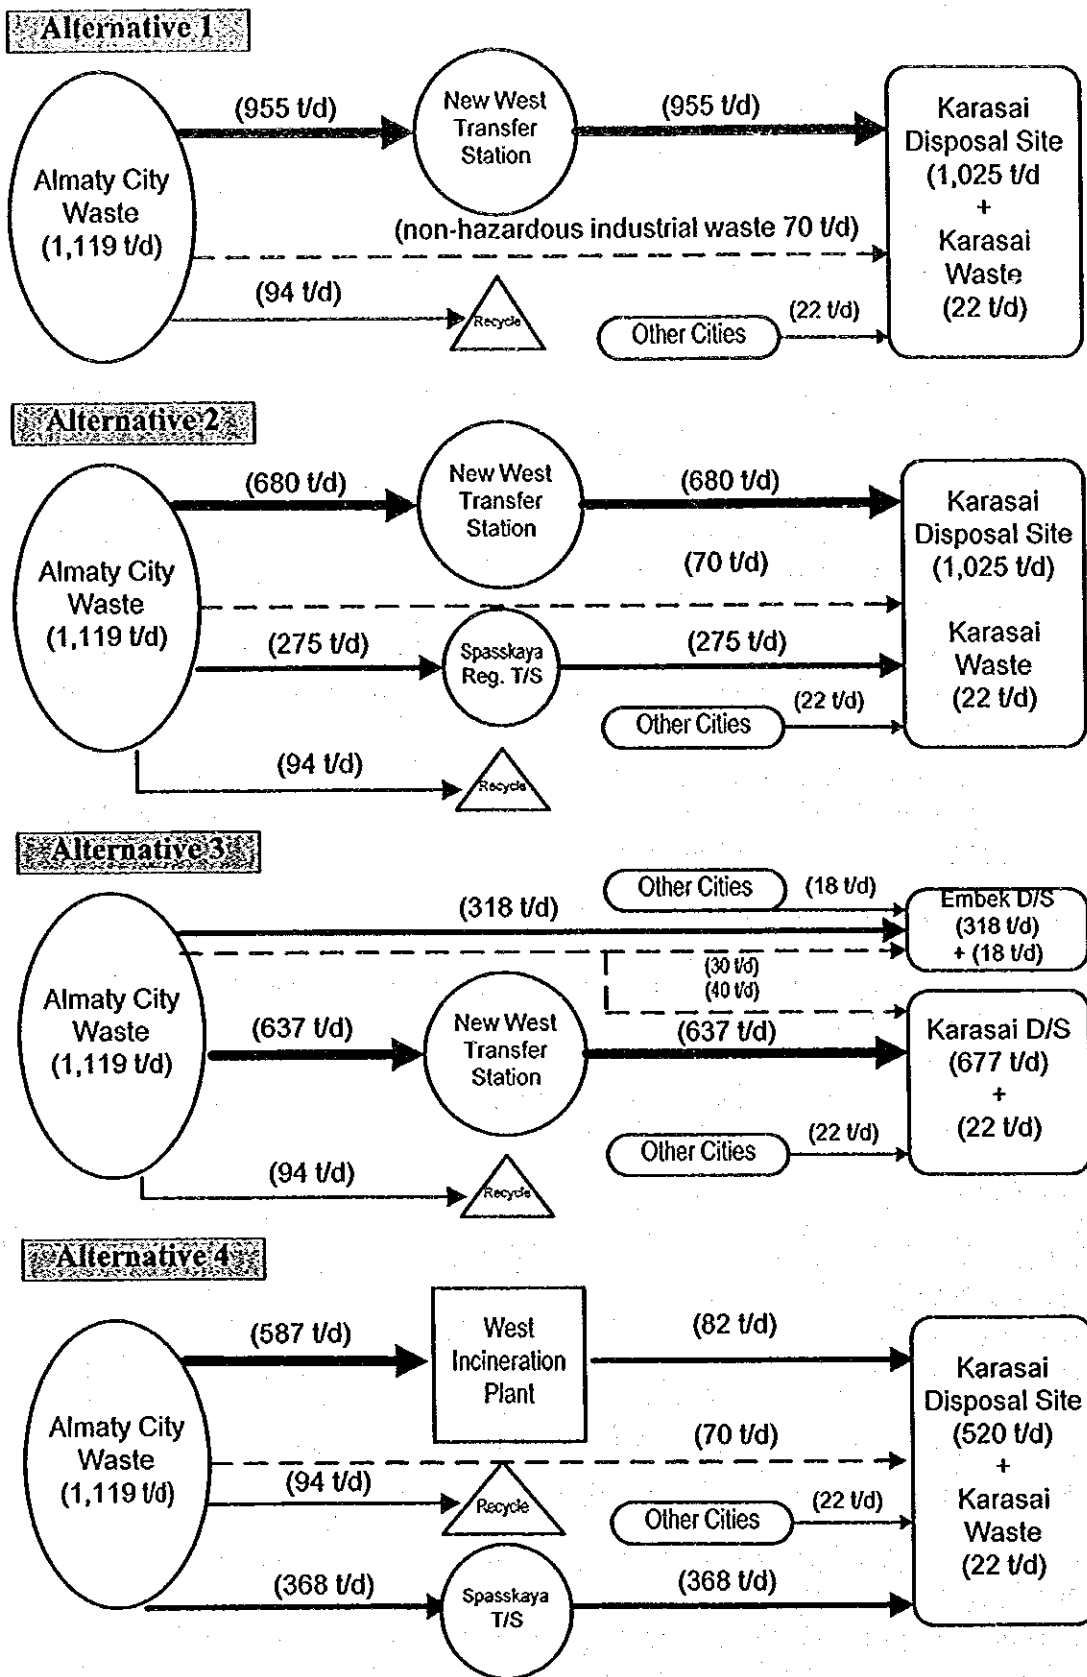 Alternative 1
(955 t/d)
New West
Transfer
Station
(955 t/d)
Karasai
Disposal Site
(1,025 t/d
+
Karasai
Waste
(22 t/d)
Almaty City
Waste
(1,119 t/d)
(non-hazardous industrial waste 70 t/d)
(94 t/d)
Recycle
Other Cities
(22 t/d)
Alternative 2
(680 t/d)
New West
Transfer
Station
(680 t/d)
Karasai
Disposal Site
(1,025 t/d)
Karasai
Waste
(22 t/d)
Almaty City
Waste
(1,119 t/d)
(70 t/d)
(275 t/d)
Spasskaya
Reg. T/S
(275 t/d)
Other Cities
(22 t/d)
(94 t/d)
Recycle
Alternative 3
Other Cities
(18 t/d)
(318 t/d)
Embek D/S
(318 t/d)
+ (18 t/d)
(30 t/d)
(40 t/d)
Almaty City
Waste
(1,119 t/d)
(637 t/d)
New West
Transfer
Station
(637 t/d)
Karasai D/S
(677 t/d)
+
(22 t/d)
Other Cities
(22 t/d)
(94 t/d)
Recycle
Alternative 4
(587 t/d)
West
Incineration
Plant
(82 t/d)
Karasai
Disposal Site
(520 t/d)
+
Karasai
Waste
(22 t/d)
Almaty City
Waste
(1,119 t/d)
(70 t/d)
(94 t/d)
Recycle
Other Cities
(22 t/d)
(368 t/d)
Spasskaya
T/S
(368 t/d)